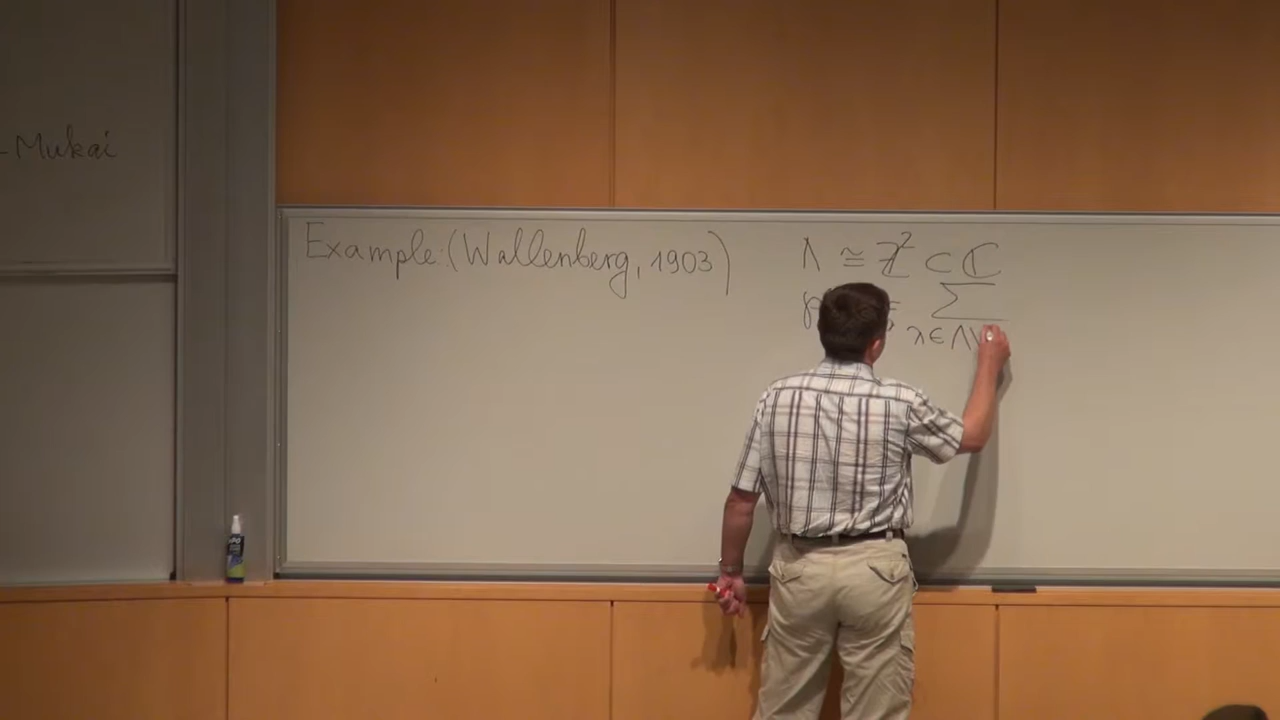 -Mukai
Example:(Wallenberg, 1903)
Λ ≅ ℤ² ⊂ ℂ
℘ = ∑
λ∈Λ\